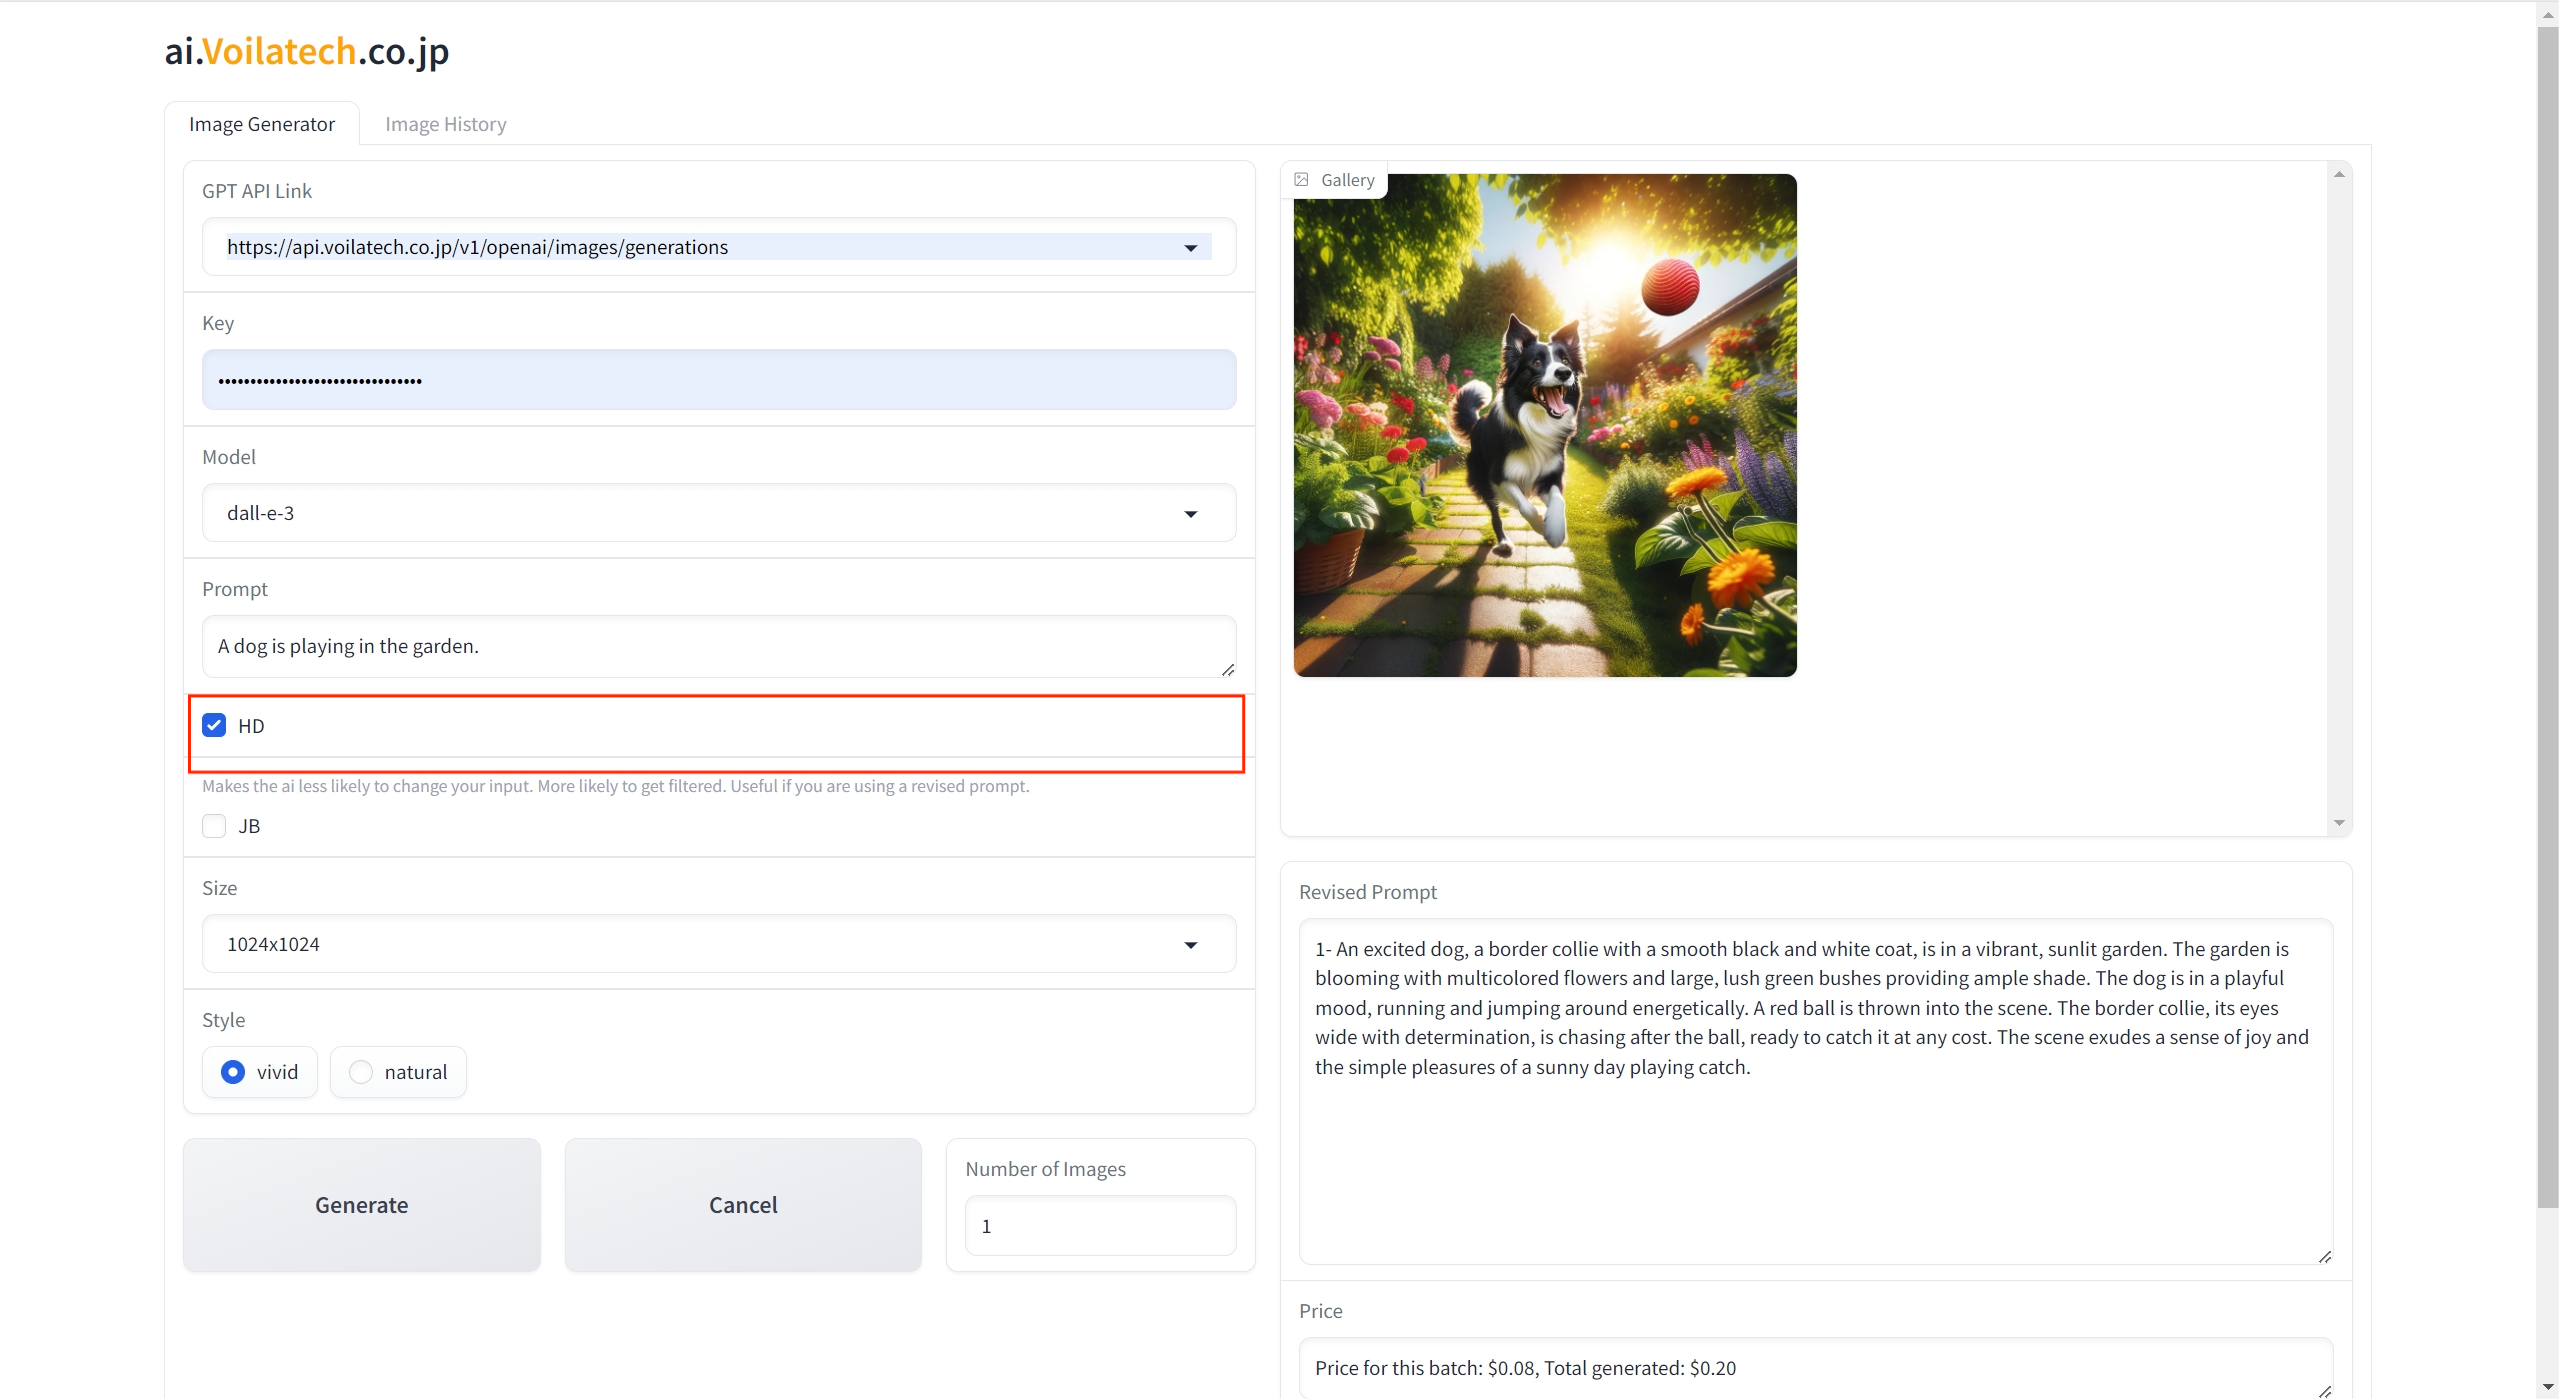 ai.Voilatech.co.jp
Image Generator
Image History
GPT API Link
https://api.voilatech.co.jp/v1/openai/images/generations
Key
Model
dall-e-3
Prompt
A dog is playing in the garden.
HD
Makes the ai less likely to change your input. More likely to get filtered. Useful if you are using a revised prompt.
JB
Size
1024x1024
Style
vivid
natural
Generate
Cancel
Number of Images
1
Gallery
Revised Prompt
1- An excited dog, a border collie with a smooth black and white coat, is in a vibrant, sunlit garden. The garden is
blooming with multicolored flowers and large, lush green bushes providing ample shade. The dog is in a playful
mood, running and jumping around energetically. A red ball is thrown into the scene. The border collie, its eyes
wide with determination, is chasing after the ball, ready to catch it at any cost. The scene exudes a sense of joy and
the simple pleasures of a sunny day playing catch.
Price
Price for this batch: $0.08, Total generated: $0.20